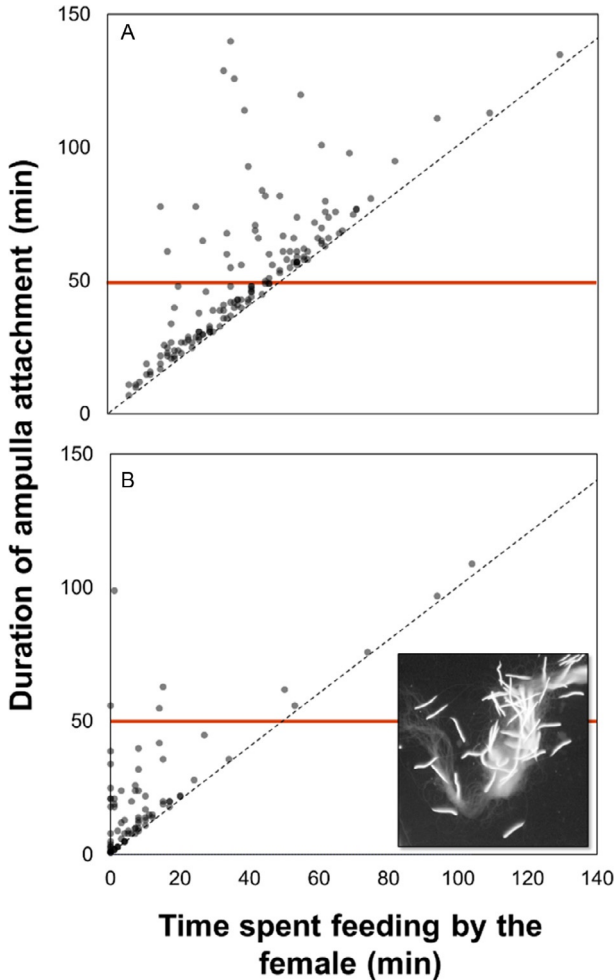 Duration of ampulla attachment (min)
A
150
100
50
0
B
150
100
50
0
0 20 40 60 80 100 120 140
Time spent feeding by the
female (min)